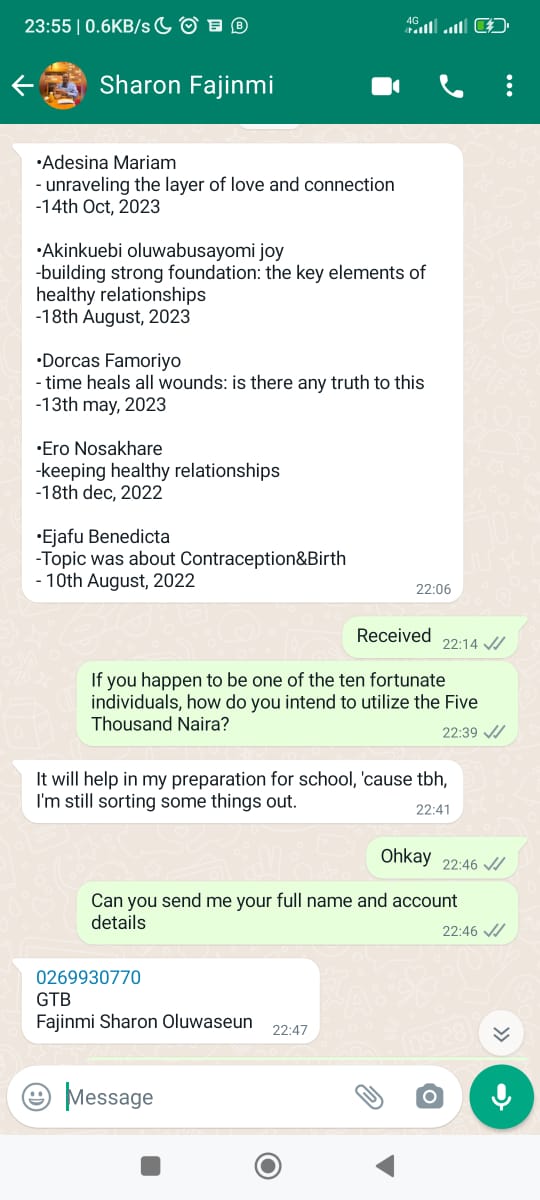 23:55 | 0.6KB/s
4G
Sharon Fajinmi
•Adesina Mariam
- unraveling the layer of love and connection
-14th Oct, 2023
•Akinkuebi oluwabusayomi joy
-building strong foundation: the key elements of
healthy relationships
-18th August, 2023
•Dorcas Famoriyo
- time heals all wounds: is there any truth to this
-13th may, 2023
•Ero Nosakhare
-keeping healthy relationships
-18th dec, 2022
•Ejafu Benedicta
-Topic was about Contraception&Birth
- 10th August, 2022
22:06
Received
22:14
If you happen to be one of the ten fortunate
individuals, how do you intend to utilize the Five
Thousand Naira?
22:39
It will help in my preparation for school, 'cause tbh,
I'm still sorting some things out.
22:41
Ohkay
22:46
Can you send me your full name and account
details
22:46
0269930770
GTB
Fajinmi Sharon Oluwaseun
22:47
Message